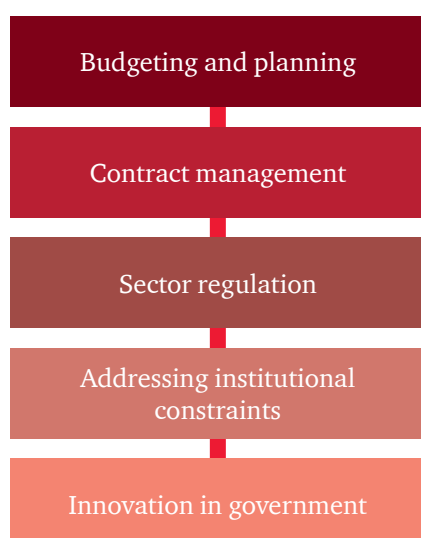 Budgeting and planning
Contract management
Sector regulation
Addressing institutional
constraints
Innovation in government